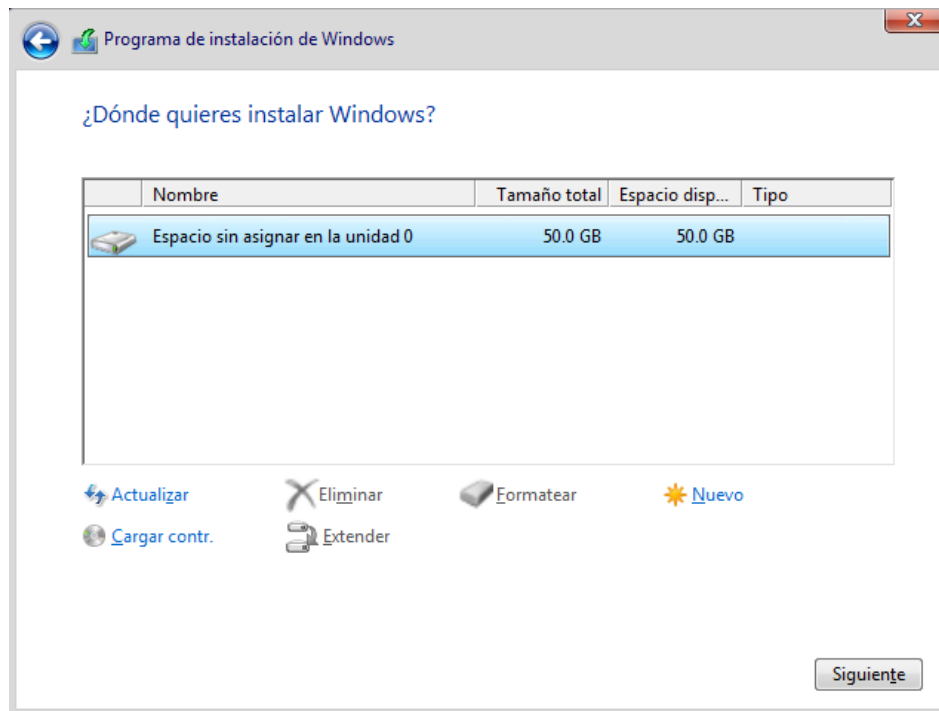 Programa de instalación de Windows
¿Dónde quieres instalar Windows?
Nombre Tamaño total Espacio disp... Tipo
Espacio sin asignar en la unidad 0 50.0 GB 50.0 GB
Actualizar Eliminar Formatear Nuevo
Cargar contr. Extender
Siguiente